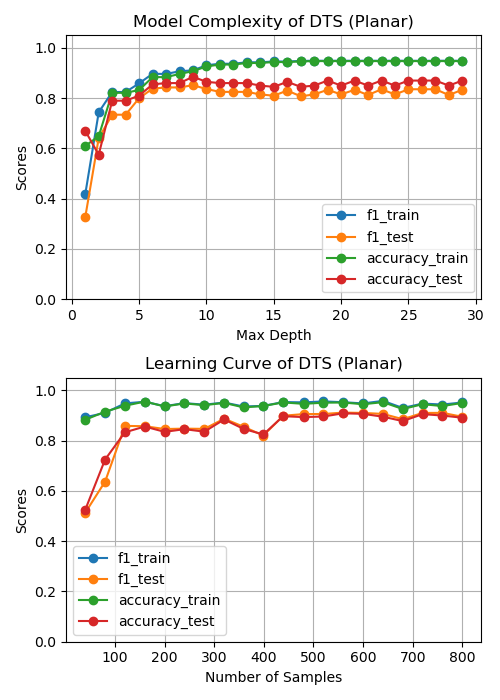 Model Complexity of DTS (Planar)
1.0
0.8
0.6
0.4
0.2
0.0
Scores
f1_train
f1_test
accuracy_train
accuracy_test
0 5 10 15 20 25 30
Max Depth
Learning Curve of DTS (Planar)
1.0
0.8
0.6
0.4
0.2
0.0
Scores
f1_train
f1_test
accuracy_train
accuracy_test
100 200 300 400 500 600 700 800
Number of Samples